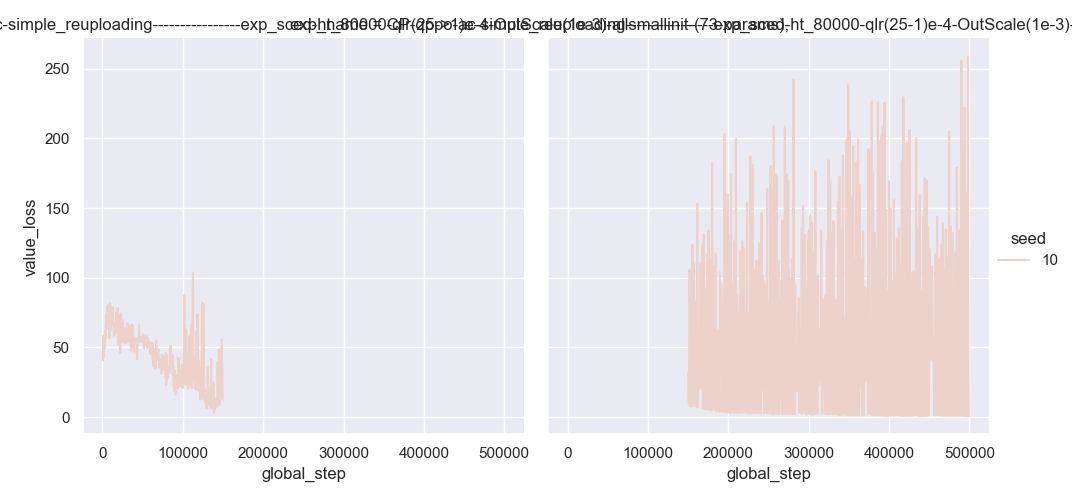 c-simple_reuploading----------------exp_
ht_80000-qlr(25-1)e-4-OutScale(1e-3)-
250
200
150
100
50
0
value_loss
0 100000 200000 300000 400000 500000
0 100000 200000 300000 400000 500000
global_step
global_step
seed
10